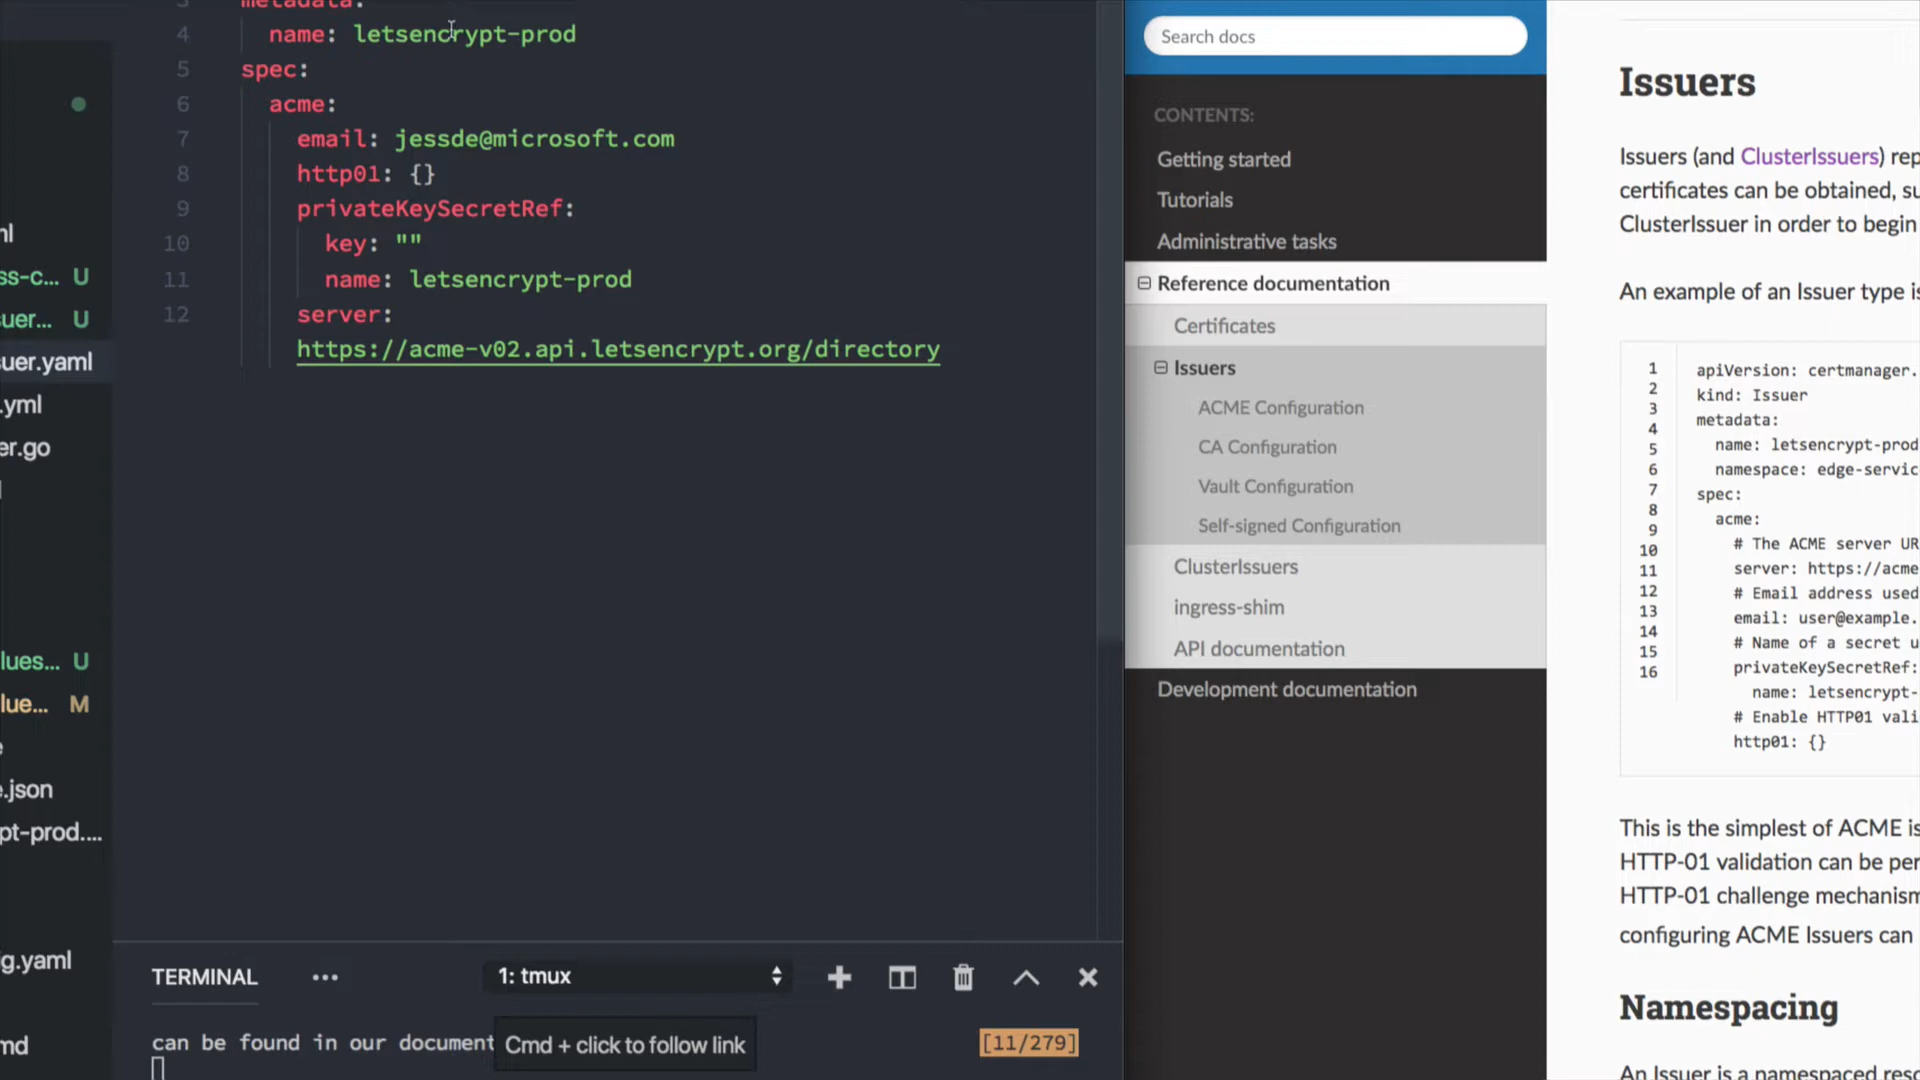 metadata:
4 name: letsencrypt-prod
5 spec:
6 acme:
7 email: jessde@microsoft.com
8 http01: {}
9 privateKeySecretRef:
10 key: ""
11 name: letsencrypt-prod
12 server:
https://acme-v02.api.letsencrypt.org/directory
ss-c... U
uer... U
uer.yaml
.yml
er.go
lues... U
lue... M
.json
pt-prod....
ig.yaml
md
TERMINAL ... 1: tmux
can be found in our document
Cmd + click to follow link
[11/279]
Search docs
CONTENTS:
Getting started
Tutorials
Administrative tasks
Reference documentation
Certificates
Issuers
ACME Configuration
CA Configuration
Vault Configuration
Self-signed Configuration
ClusterIssuers
ingress-shim
API documentation
Development documentation
Issuers
Issuers (and ClusterIssuers) rep
certificates can be obtained, su
ClusterIssuer in order to begin
An example of an Issuer type is
1 apiVersion: certmanager.
2 kind: Issuer
3 metadata:
4 name: letsencrypt-prod
5 namespace: edge-servic
6 spec:
7 acme:
8 # The ACME server UR
9 server: https://acme
10 # Email address used
11 email: user@example.
12 # Name of a secret u
13 privateKeySecretRef:
14 name: letsencrypt-
15 # Enable HTTP01 vali
16 http01: {}
This is the simplest of ACME is
HTTP-01 validation can be per
HTTP-01 challenge mechanism
configuring ACME Issuers can
Namespacing
An Issuer is a namespaced reso